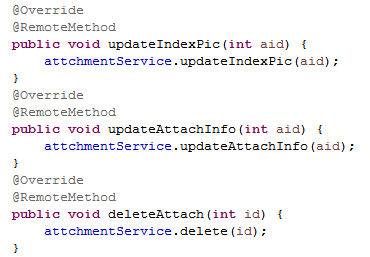 @Override
@RemoteMethod
public void updateIndexPic(int aid) {
    attchmentService.updateIndexPic(aid);
}
@Override
@RemoteMethod
public void updateAttachInfo(int aid) {
    attchmentService.updateAttachInfo(aid);
}
@Override
@RemoteMethod
public void deleteAttach(int id) {
    attchmentService.delete(id);
}